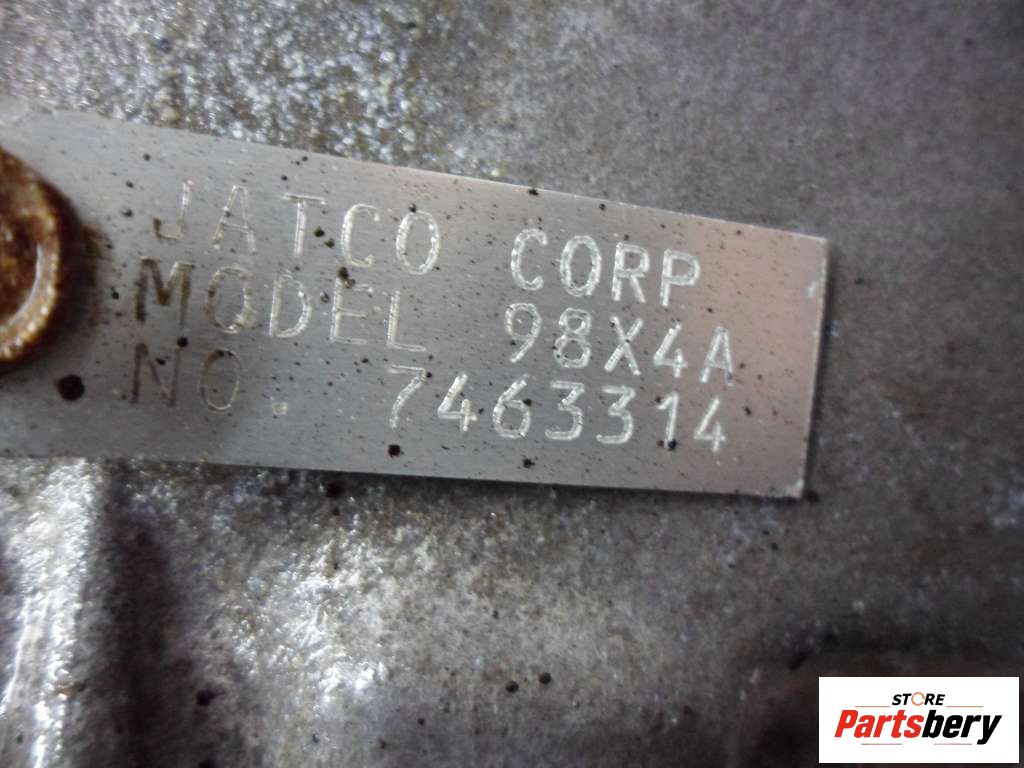 JATCO CORP
MODEL 98X4A
NO. 7463314
STORE
Partsbery